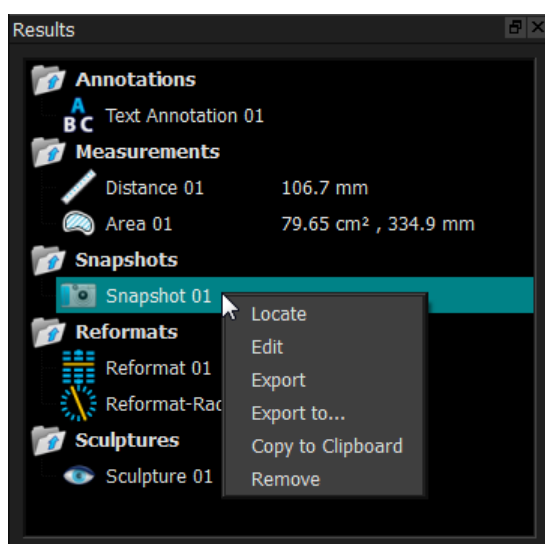 Results
Annotations
A
B C
Text Annotation 01
Measurements
Distance 01 106.7 mm
Area 01 79.65 cm² , 334.9 mm
Snapshots
Snapshot 01
Locate
Edit
Export
Export to...
Copy to Clipboard
Remove
Reformats
Reformat 01
Reformat-Rad
Sculptures
Sculpture 01